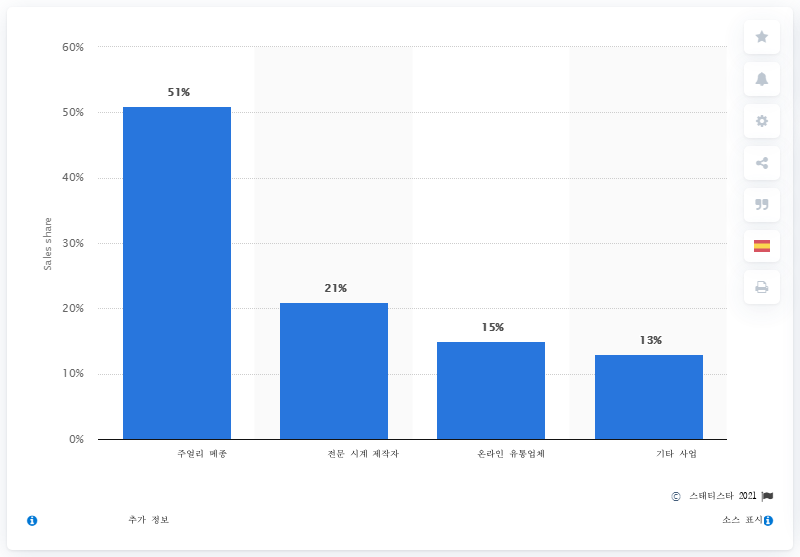 60%
51%
50%
40%
Sales share
30%
21%
20%
15%
13%
10%
0%
주얼리 메종
전문 시계 제작자
온라인 유통업체
기타 사업
© 스태티스타 2021
추가 정보
소스 표시